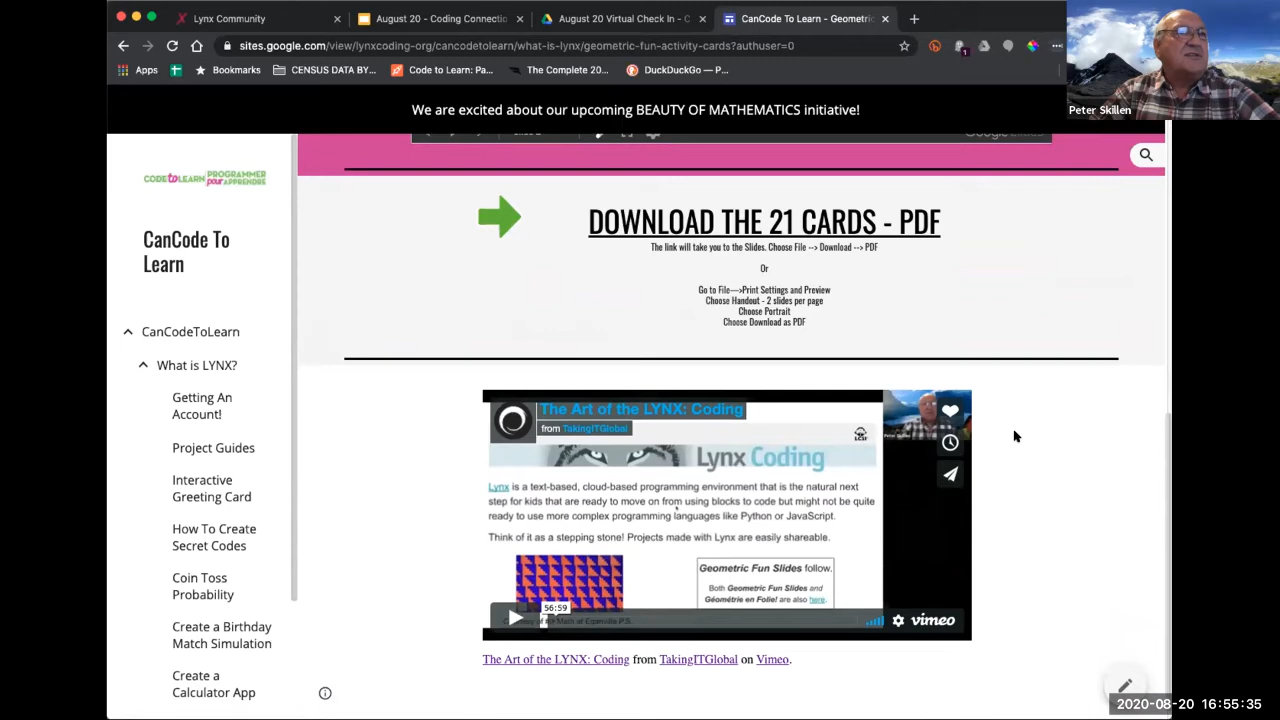 Lynx Community
August 20 - Coding Connectio
August 20 Virtual Check In - C
CanCode To Learn - Geometric
sites.google.com/view/lynxcoding-org/cancodetolearn/what-is-lynx/geometric-fun-activity-cards?authuser=0
1
Apps
Bookmarks
CENSUS DATA BY...
Code to Learn: Pa...
The Complete 20...
DuckDuckGo — P...
Peter Skillen
We are excited about our upcoming BEAUTY OF MATHEMATICS initiative!
CODE to LEARN PROGRAMMER pour APPRENDRE
CanCode To
Learn
CanCodeToLearn
What is LYNX?
Getting An
Account!
Project Guides
Interactive
Greeting Card
How To Create
Secret Codes
Coin Toss
Probability
Create a Birthday
Match Simulation
Create a
Calculator App
DOWNLOAD THE 21 CARDS - PDF
The link will take you to the Slides. Choose File --> Download --> PDF
Or
Go to File—>Print Settings and Preview
Choose Handout - 2 slides per page
Choose Portrait
Choose Download as PDF
The Art of the LYNX: Coding
from TakingITGlobal
Peter Skillen
LCSI
Lynx Coding
Lynx is a text-based, cloud-based programming environment that is the natural next
step for kids that are ready to move on from using blocks to code but might not be quite
ready to use more complex programming languages like Python or JavaScript.
Think of it as a stepping stone! Projects made with Lynx are easily shareable.
Geometric Fun Slides follow.
Both Geometric Fun Slides and
Géométrie en Folie! are also here.
56:59
vimeo
The Art of the LYNX: Coding from TakingITGlobal on Vimeo.
2020-08-20 16:55:35